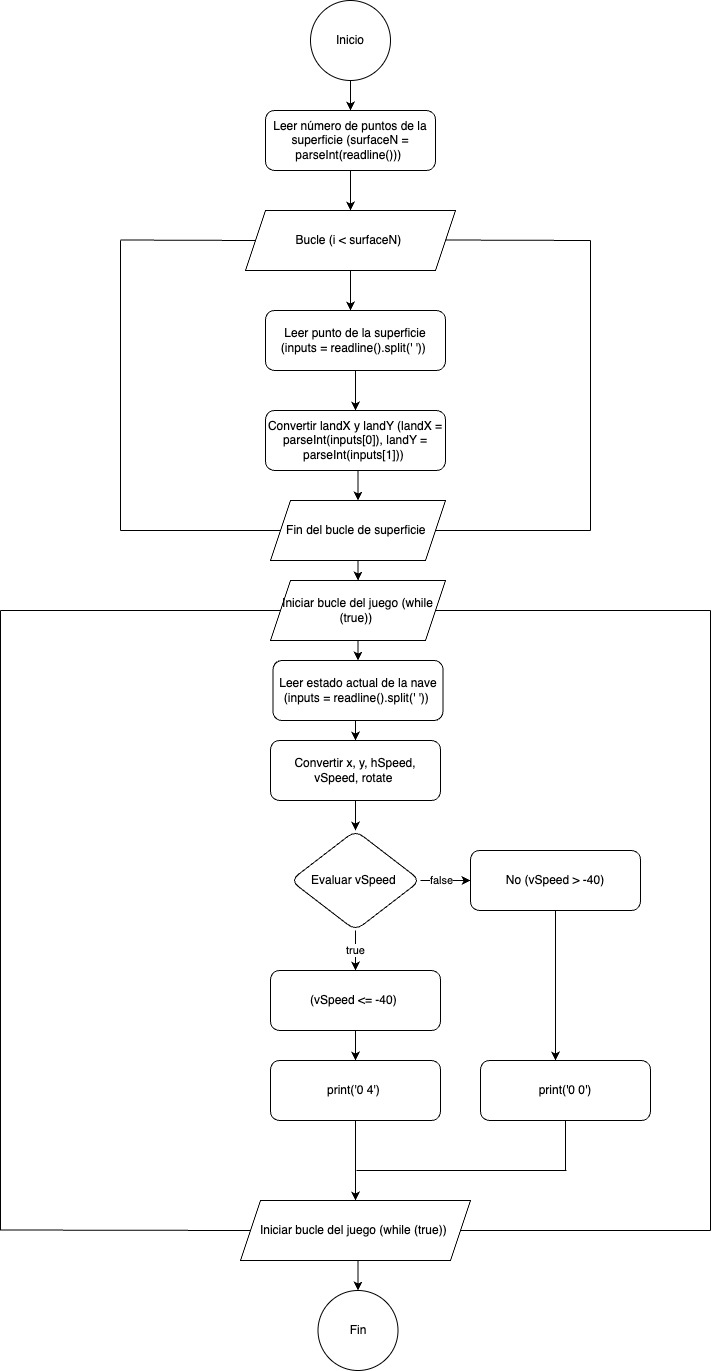 Inicio
Leer número de puntos de la
superficie (surfaceN =
parseInt(readline()))
Bucle (i < surfaceN)
Leer punto de la superficie
(inputs = readline().split(' '))
Convertir landX y landY (landX =
parseInt(inputs[0]), landY =
parseInt(inputs[1]))
Fin del bucle de superficie
Iniciar bucle del juego (while
(true))
Leer estado actual de la nave
(inputs = readline().split(' '))
Convertir x, y, hSpeed,
vSpeed, rotate
Evaluar vSpeed
false
No (vSpeed > -40)
true
(vSpeed <= -40)
print('0 4')
print('0 0')
Iniciar bucle del juego (while (true))
Fin